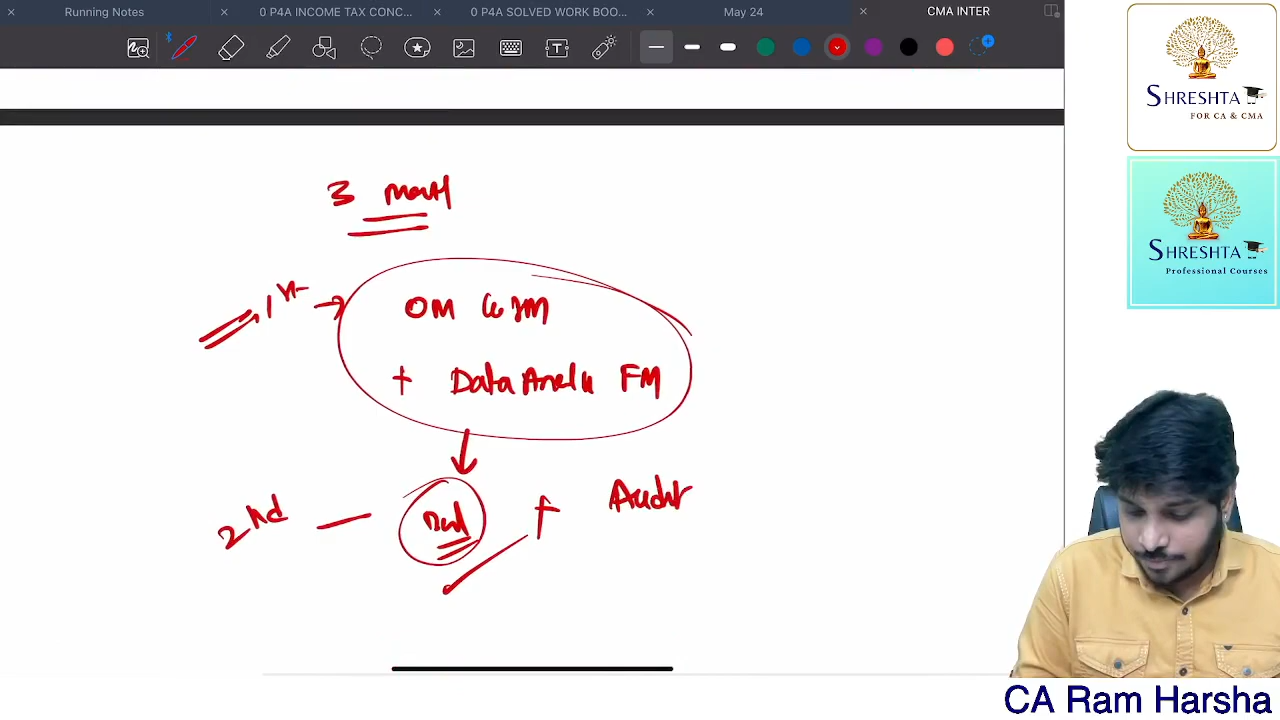 Running Notes
0 P4A INCOME TAX CONC...
0 P4A SOLVED WORK BOO...
May 24
CMA INTER
SHRESHTA
FOR CA & CMA
SHRESHTA
Professional Courses
3
1st → OM & SM
+ Data Analy FM
2nd — + Audit
CA Ram Harsha